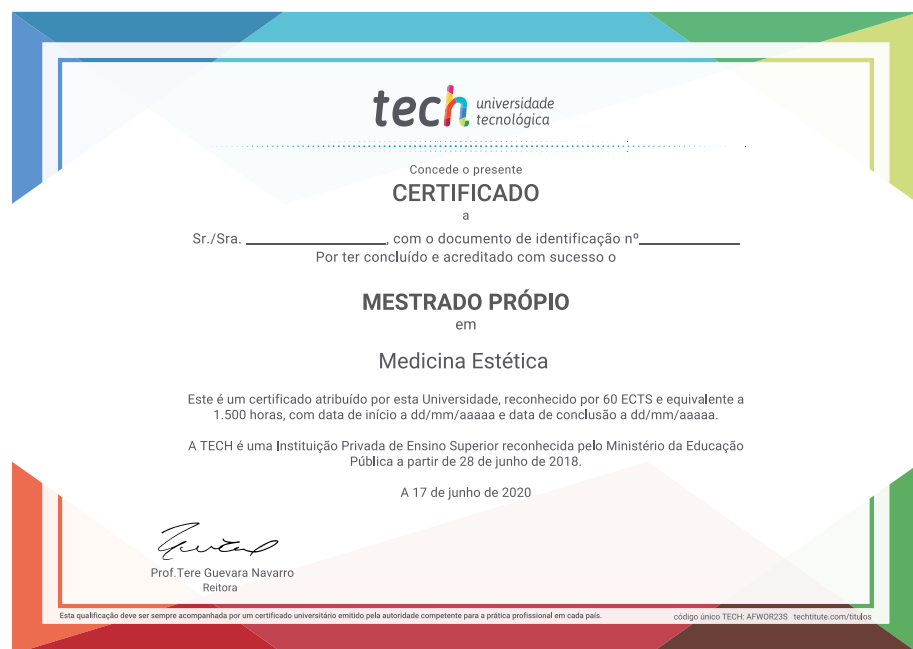 tech universidade
tecnológica
Concede o presente
CERTIFICADO
a
Sr./Sra. ____________, com o documento de identificação nº_________
Por ter concluído e acreditado com sucesso o
MESTRADO PRÓPIO
em
Medicina Estética
Este é um certificado atribuído por esta Universidade, reconhecido por 60 ECTS e equivalente a
1.500 horas, com data de início a dd/mm/aaaaa e data de conclusão a dd/mm/aaaaa.
A TECH é uma Instituição Privada de Ensino Superior reconhecida pelo Ministério da Educação
Pública a partir de 28 de junho de 2018.
A 17 de junho de 2020
Prof.Tere Guevara Navarro
Reitora
Esta qualificação deve ser sempre acompanhada por um certificado universitário emitido pela autoridade competente para a prática profissional em cada país.
código único TECH: AFWOR23S techtitute.com/titulos